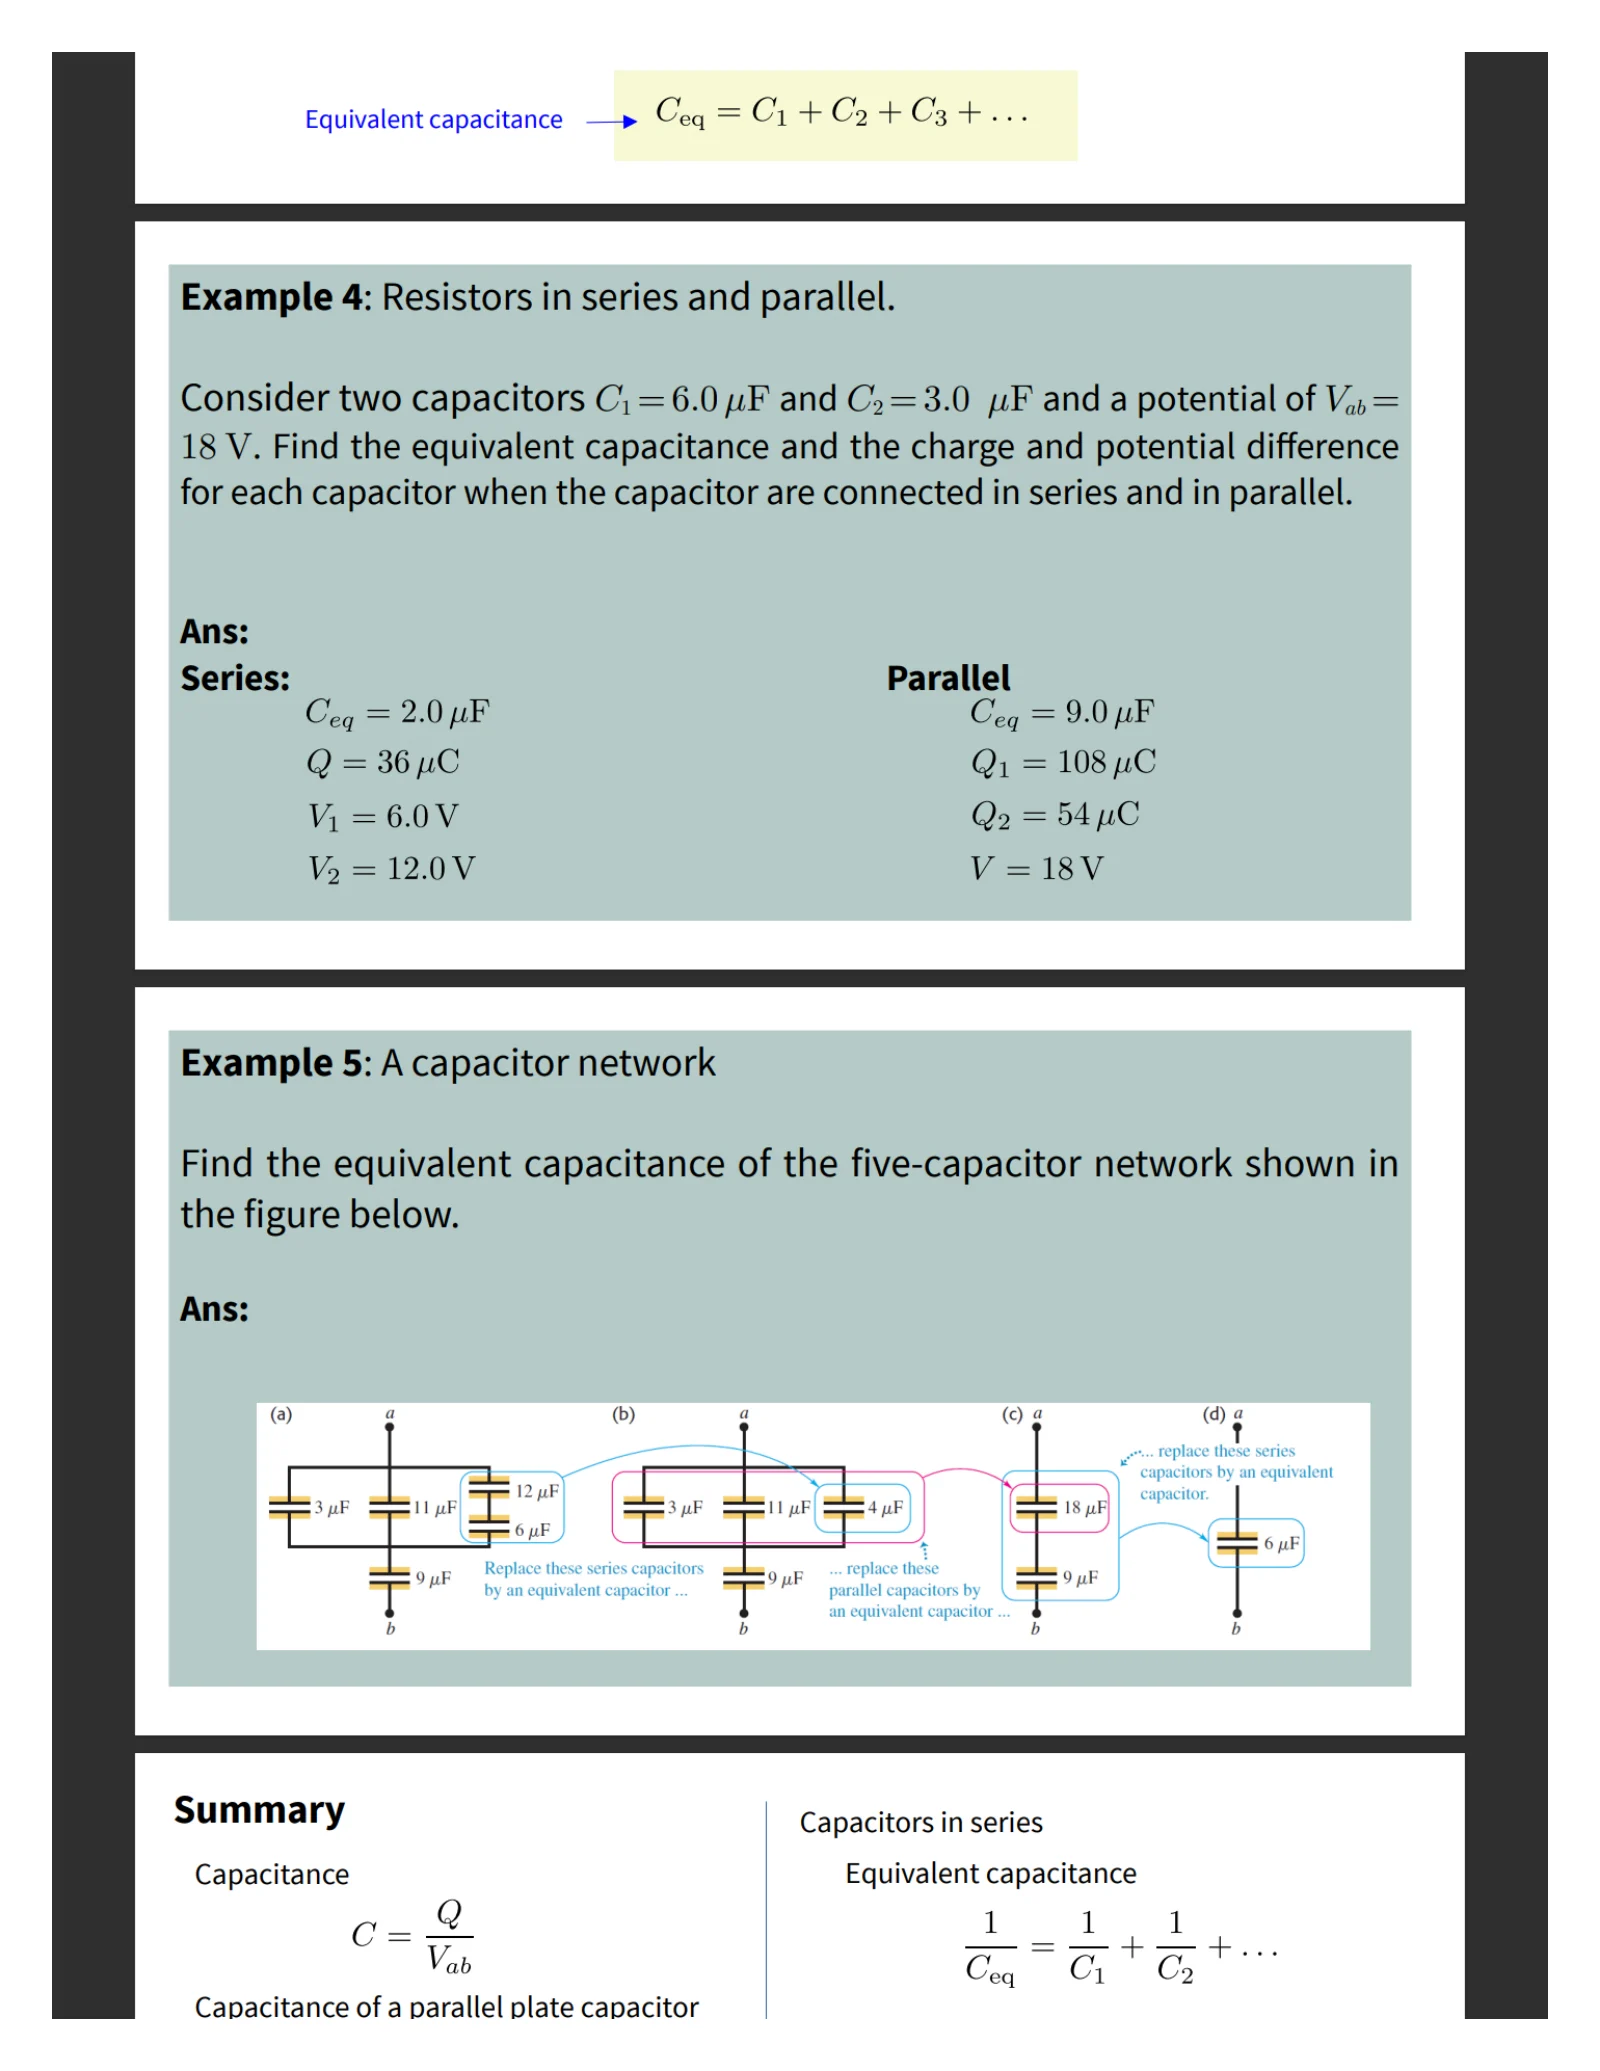 Equivalent capacitance
C_eq = C_1 + C_2 + C_3 + ...
Example 4: Resistors in series and parallel.
Consider two capacitors C_1 = 6.0 μF and C_2 = 3.0 μF and a potential of V_ab =
18 V. Find the equivalent capacitance and the charge and potential difference
for each capacitor when the capacitor are connected in series and in parallel.
Ans:
Series:
C_eq = 2.0 μF
Q = 36 μC
V_1 = 6.0 V
V_2 = 12.0 V
Parallel
C_eq = 9.0 μF
Q_1 = 108 μC
Q_2 = 54 μC
V = 18 V
Example 5: A capacitor network
Find the equivalent capacitance of the five-capacitor network shown in
the figure below.
Ans:
(a)
a
3 μF
11 μF
12 μF
6 μF
9 μF
b
Replace these series capacitors
by an equivalent capacitor ...
(b)
a
3 μF
11 μF
4 μF
9 μF
b
... replace these
parallel capacitors by
an equivalent capacitor ...
(c)
a
18 μF
9 μF
b
(d)
a
... replace these series
capacitors by an equivalent
capacitor.
6 μF
b
Summary
Capacitance
C = Q / V_ab
Capacitance of a parallel plate capacitor
Capacitors in series
Equivalent capacitance
1/C_eq = 1/C_1 + 1/C_2 + ...